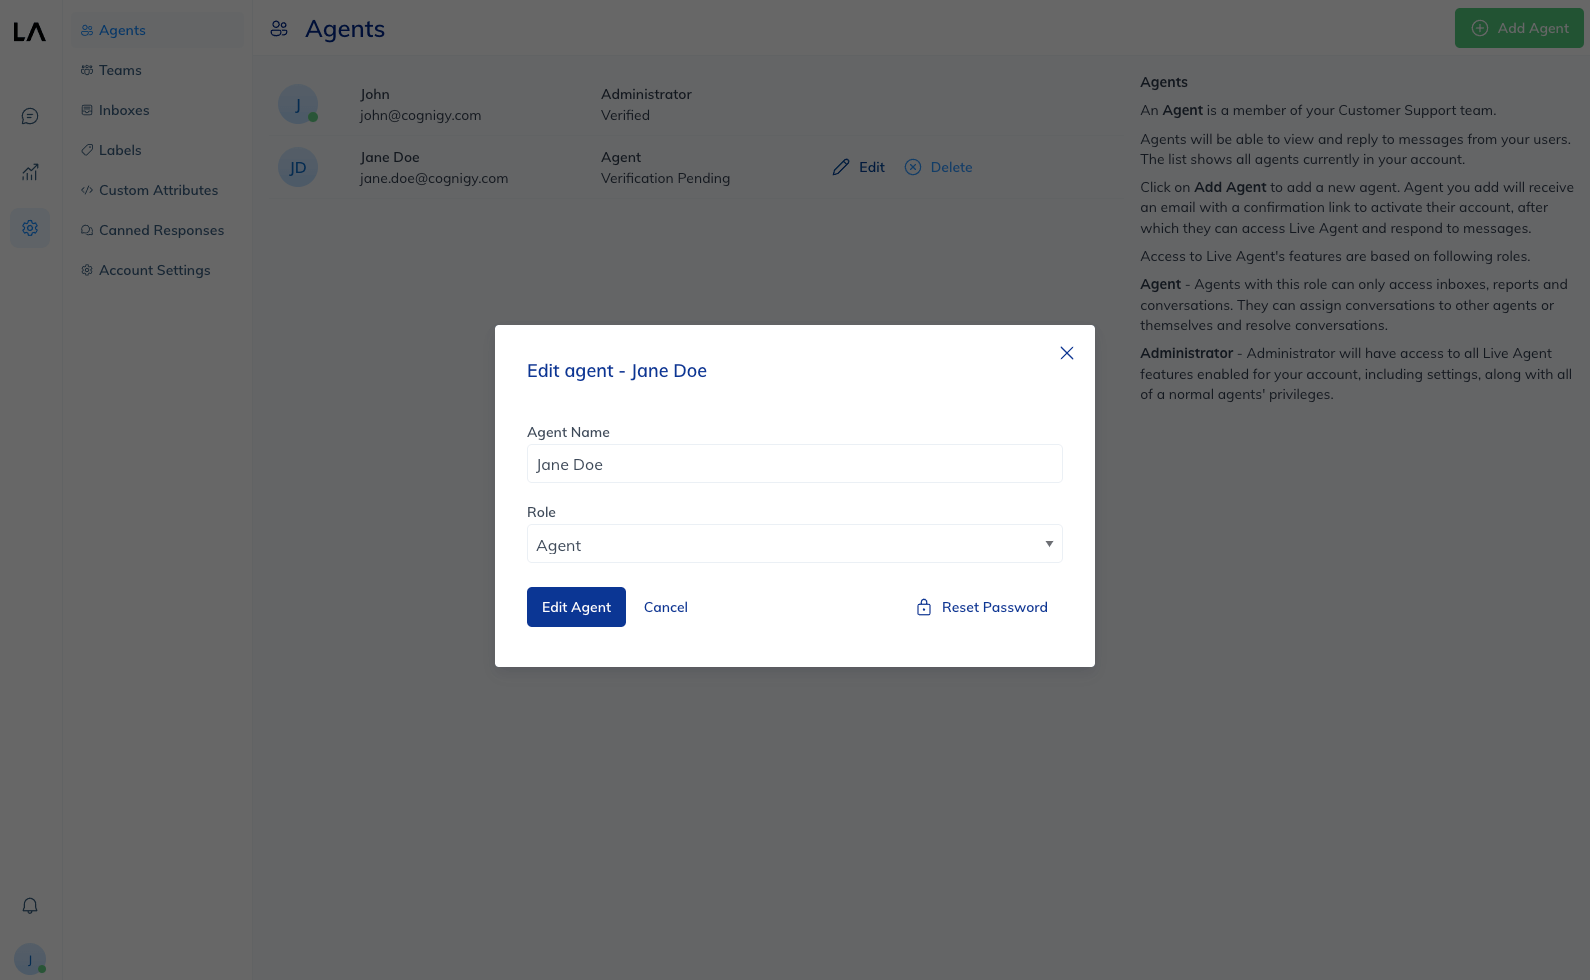 LA
Agents
Teams
Inboxes
Labels
Custom Attributes
Canned Responses
Account Settings
J
Agents
Add Agent
J
John
john@cognigy.com
Administrator
Verified
JD
Jane Doe
jane.doe@cognigy.com
Agent
Verification Pending
Edit
Delete
Agents
An Agent is a member of your Customer Support team.
Agents will be able to view and reply to messages from your users.
The list shows all agents currently in your account.
Click on Add Agent to add a new agent. Agent you add will receive
an email with a confirmation link to activate their account, after
which they can access Live Agent and respond to messages.
Access to Live Agent's features are based on following roles.
Agent - Agents with this role can only access inboxes, reports and
conversations. They can assign conversations to other agents or
themselves and resolve conversations.
Administrator - Administrator will have access to all Live Agent
features enabled for your account, including settings, along with all
of a normal agents' privileges.
Edit agent - Jane Doe
Agent Name
Jane Doe
Role
Agent
Edit Agent
Cancel
Reset Password